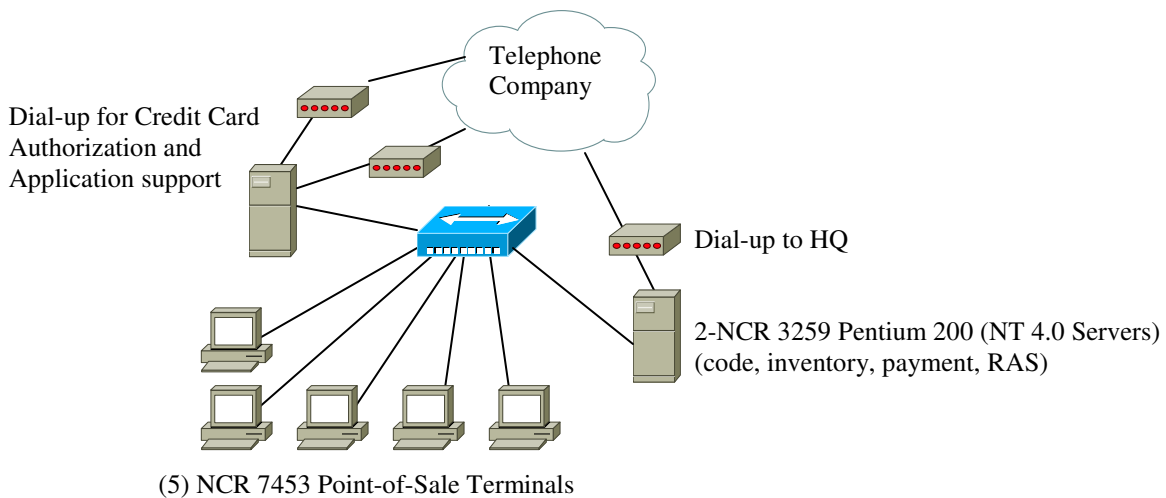 Telephone
Company
Dial-up for Credit Card
Authorization and
Application support
Dial-up to HQ
2-NCR 3259 Pentium 200 (NT 4.0 Servers)
(code, inventory, payment, RAS)
(5) NCR 7453 Point-of-Sale Terminals